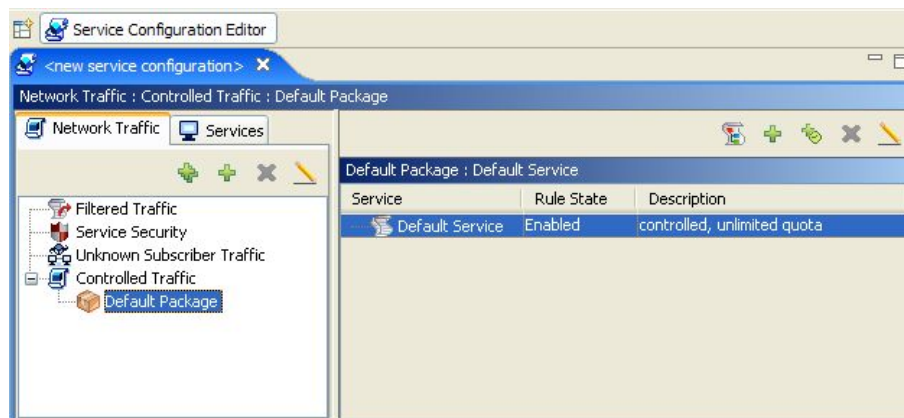 Service Configuration Editor
<new service configuration>
Network Traffic : Controlled Traffic : Default Package
Network Traffic Services
Default Package : Default Service
Service Rule State Description
Default Service Enabled controlled, unlimited quota
Filtered Traffic
Service Security
Unknown Subscriber Traffic
Controlled Traffic
Default Package